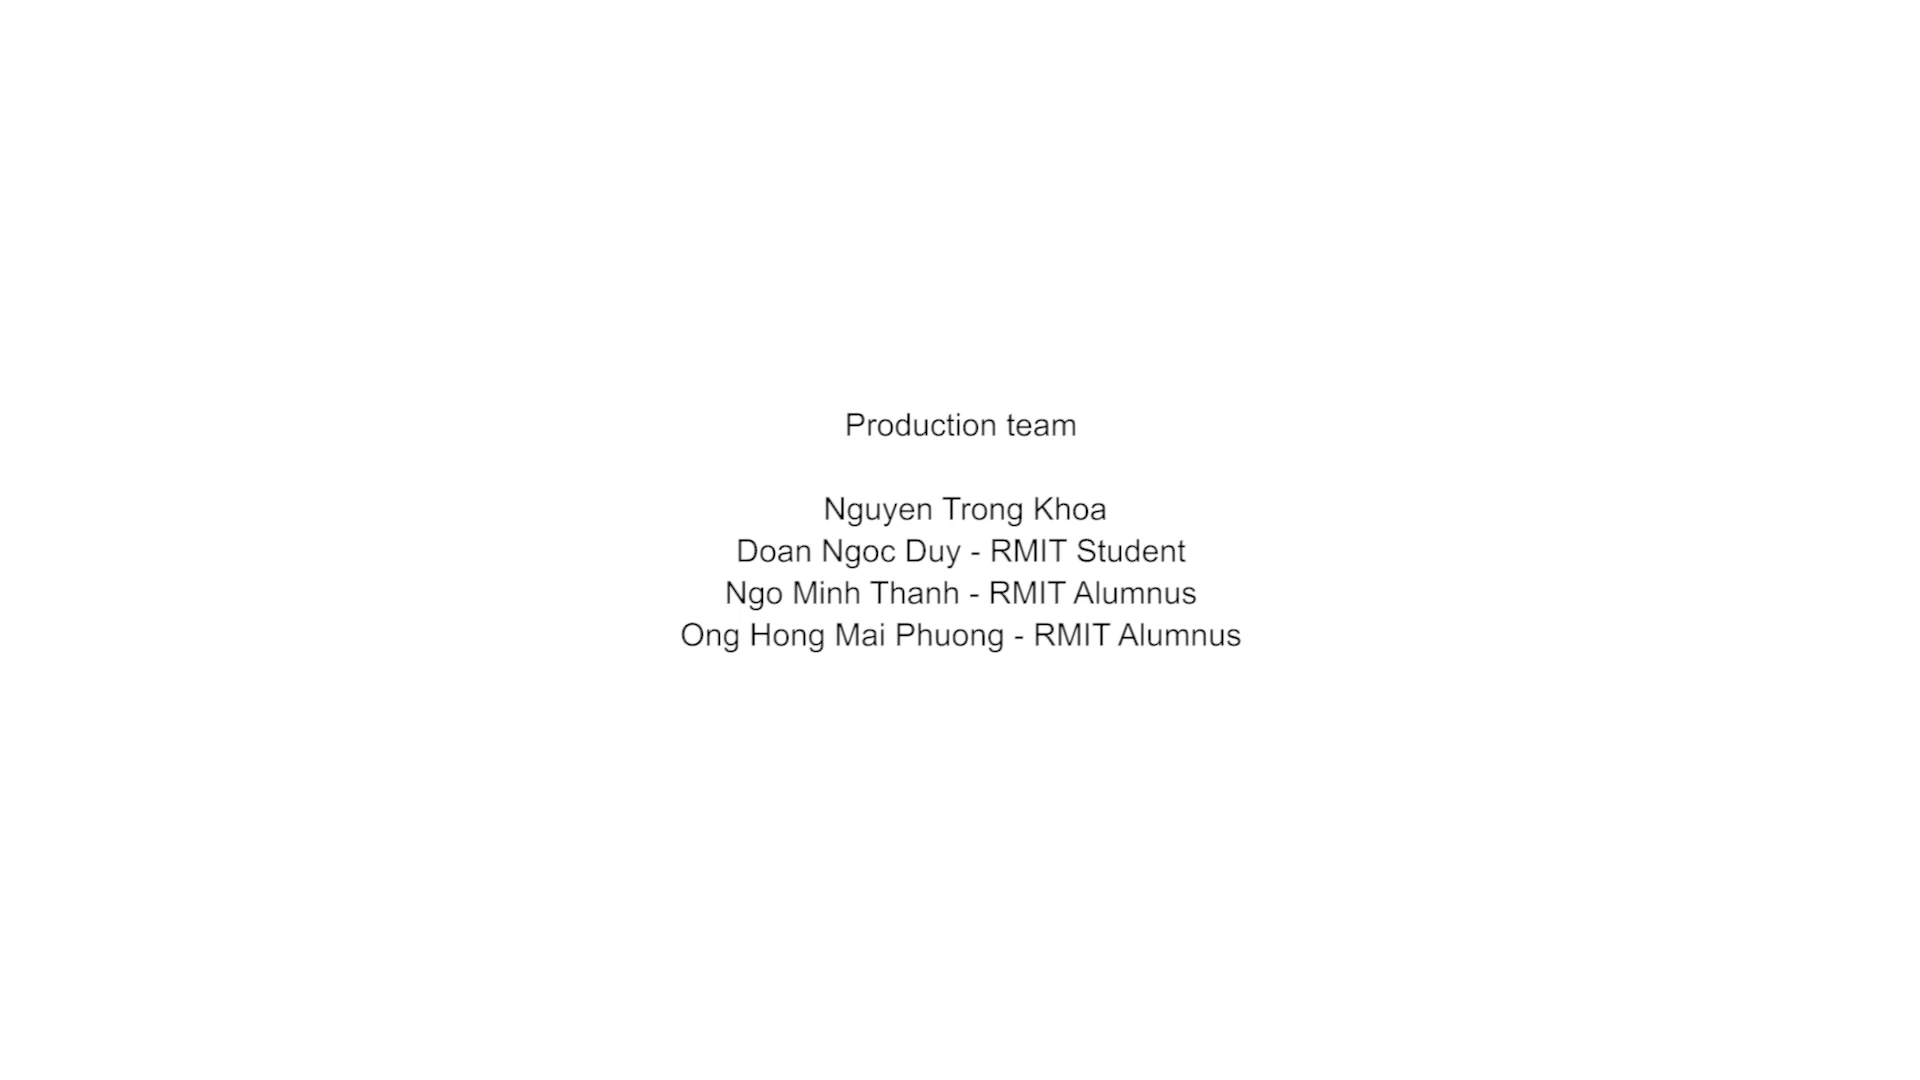 Production team
Nguyen Trong Khoa
Doan Ngoc Duy - RMIT Student
Ngo Minh Thanh - RMIT Alumnus
Ong Hong Mai Phuong - RMIT Alumnus